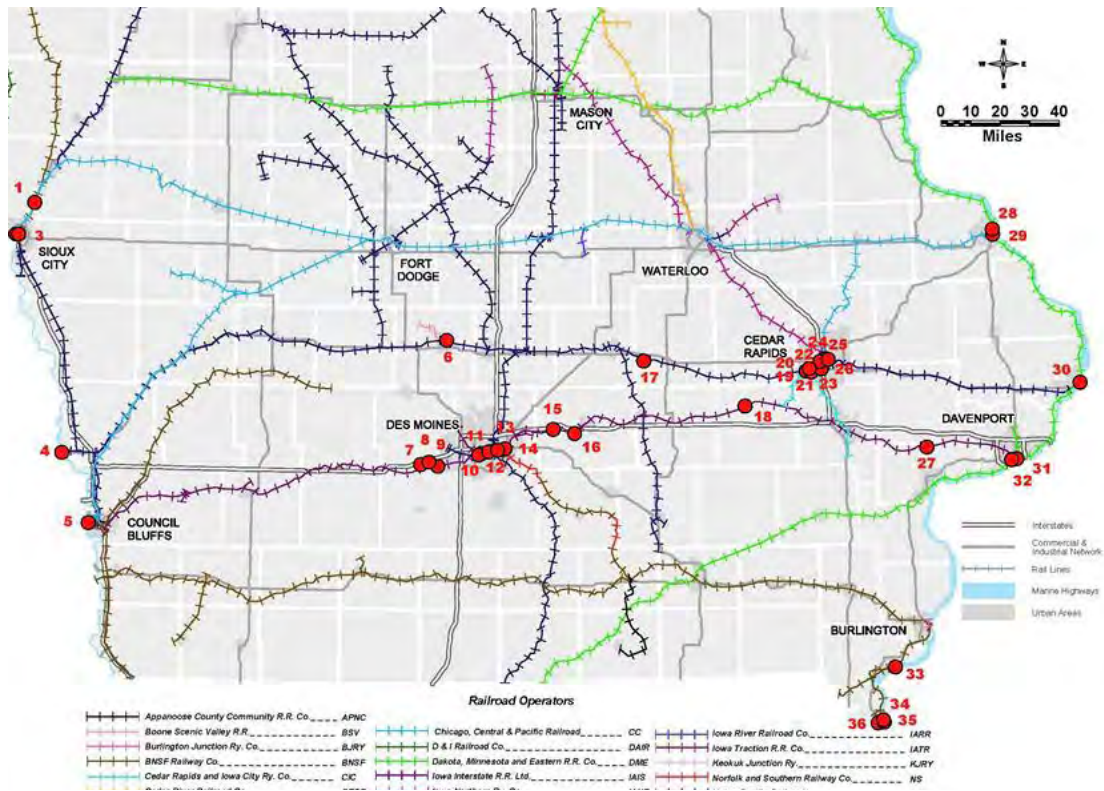 N
W E
S
0 20 40
Miles
MASON
CITY
1
3
SIOUX
CITY
28
29
FORT
DODGE
WATERLOO
6
CEDAR
RAPIDS
24
25
22
20
19
21
23
26
17
30
18
DES MOINES
15
16
DAVENPORT
4
11
13
14
8
9
7
10
12
27
31
32
5
COUNCIL
BLUFFS
Interstates
Commercial &
Industrial Network
Rail Lines
Marine Highways
Urban Areas
BURLINGTON
33
34
36
35
Railroad Operators
Appanoose County Community R.R. Co. APNC
Boone Scenic Valley R.R. BSV
Burlington Junction Ry. Co. BJRY
BNSF Railway Co. BNSF
Cedar Rapids and Iowa City Ry. Co. CIC
Chicago, Central & Pacific Railroad CC
D & I Railroad Co. DAIR
Dakota, Minnesota and Eastern R.R. Co. DME
Iowa Interstate R.R. Ltd. IAIS
Iowa River Railroad Co. IARR
Iowa Traction R.R. Co. IATR
Keokuk Junction Ry. KJRY
Norfolk and Southern Railway Co. NS